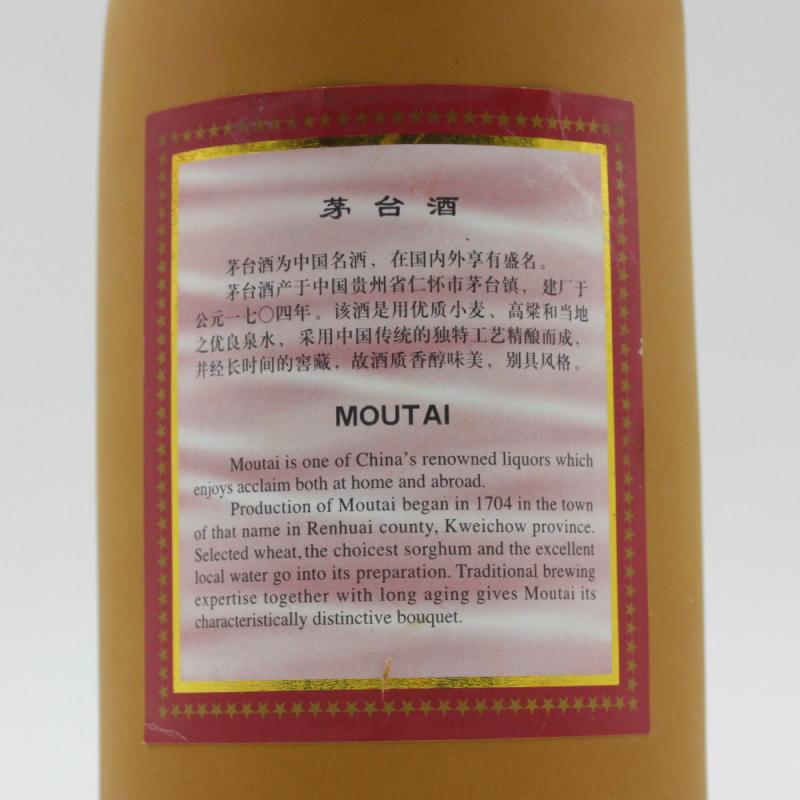 茅台酒
茅台酒为中国名酒，在国内外享有盛名。
茅台酒产于中国贵州省仁怀市茅台镇，建厂于
公元一七〇四年。该酒是用优质小麦、高粱和当地
之优良泉水，采用中国传统的独特工艺精酿而成，
并经长时间的窖藏，故酒质香醇味美，别具风格。
MOUTAI
Moutai is one of China's renowned liquors which
enjoys acclaim both at home and abroad.
Production of Moutai began in 1704 in the town
of that name in Renhuai county, Kweichow province.
Selected wheat, the choicest sorghum and the excellent
local water go into its preparation. Traditional brewing
expertise together with long aging gives Moutai its
characteristically distinctive bouquet.